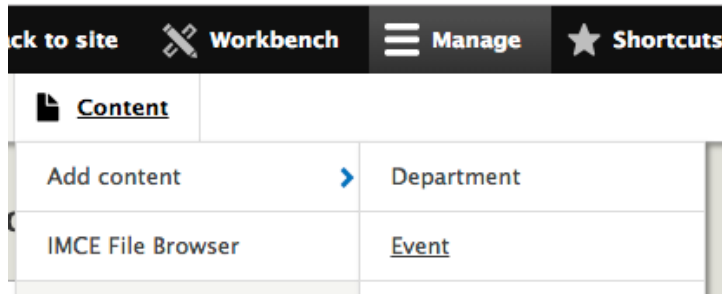 ck to site Workbench Manage Shortcuts
Content
Add content Department
IMCE File Browser Event